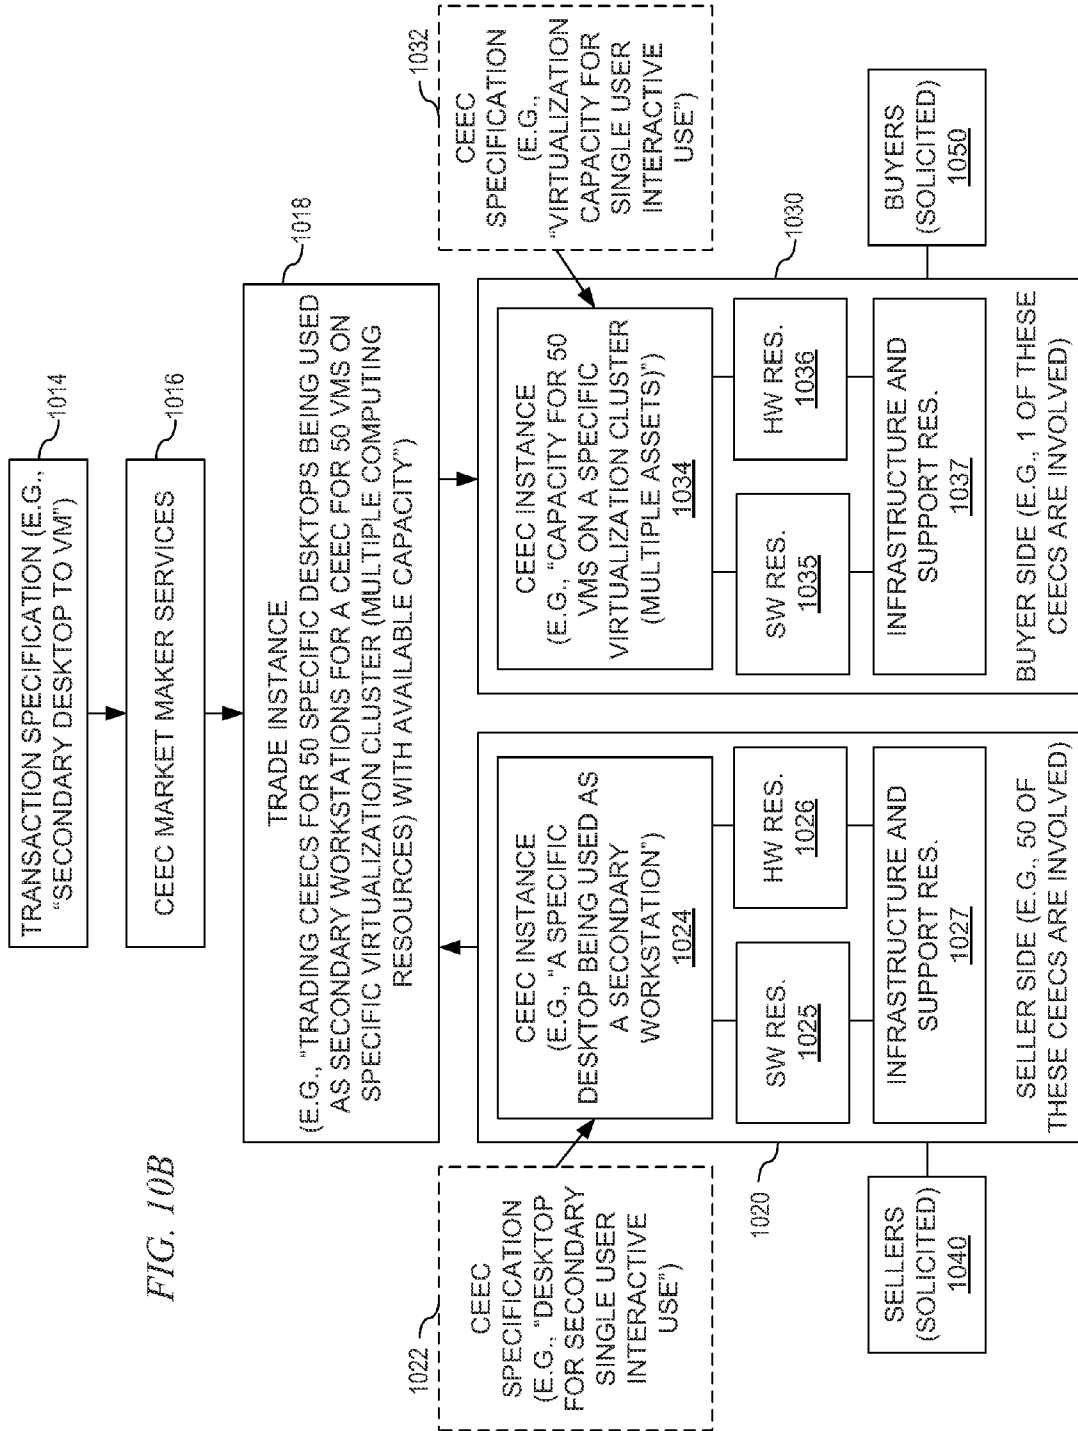 FIG. 10B
TRANSACTION SPECIFICATION (E.G.,
“SECONDARY DESKTOP TO VM”)
1014
CEEC MARKET MAKER SERVICES
1016
TRADE INSTANCE
(E.G., “TRADING CEECS FOR 50 SPECIFIC DESKTOPS BEING USED
AS SECONDARY WORKSTATIONS FOR A CEEC FOR 50 VMS ON
SPECIFIC VIRTUALIZATION CLUSTER (MULTIPLE COMPUTING
RESOURCES) WITH AVAILABLE CAPACITY”)
1018
1022
CEEC
SPECIFICATION
(E.G., “DESKTOP
FOR SECONDARY
SINGLE USER
INTERACTIVE
USE”)
CEEC INSTANCE
(E.G., “A SPECIFIC
DESKTOP BEING USED AS
A SECONDARY
WORKSTATION”)
1024
SW RES.
1025
HW RES.
1026
INFRASTRUCTURE AND
SUPPORT RES.
1027
SELLER SIDE (E.G., 50 OF
THESE CEECS ARE INVOLVED)
1020
SELLERS
(SOLICITED)
1040
CEEC INSTANCE
(E.G., “CAPACITY FOR 50
VMS ON A SPECIFIC
VIRTUALIZATION CLUSTER
(MULTIPLE ASSETS)”)
1034
SW RES.
1035
HW RES.
1036
INFRASTRUCTURE AND
SUPPORT RES.
1037
BUYER SIDE (E.G., 1 OF THESE
CEECS ARE INVOLVED)
1030
1032
CEEC
SPECIFICATION
(E.G.,
“VIRTUALIZATION
CAPACITY FOR
SINGLE USER
INTERACTIVE
USE”)
BUYERS
(SOLICITED)
1050